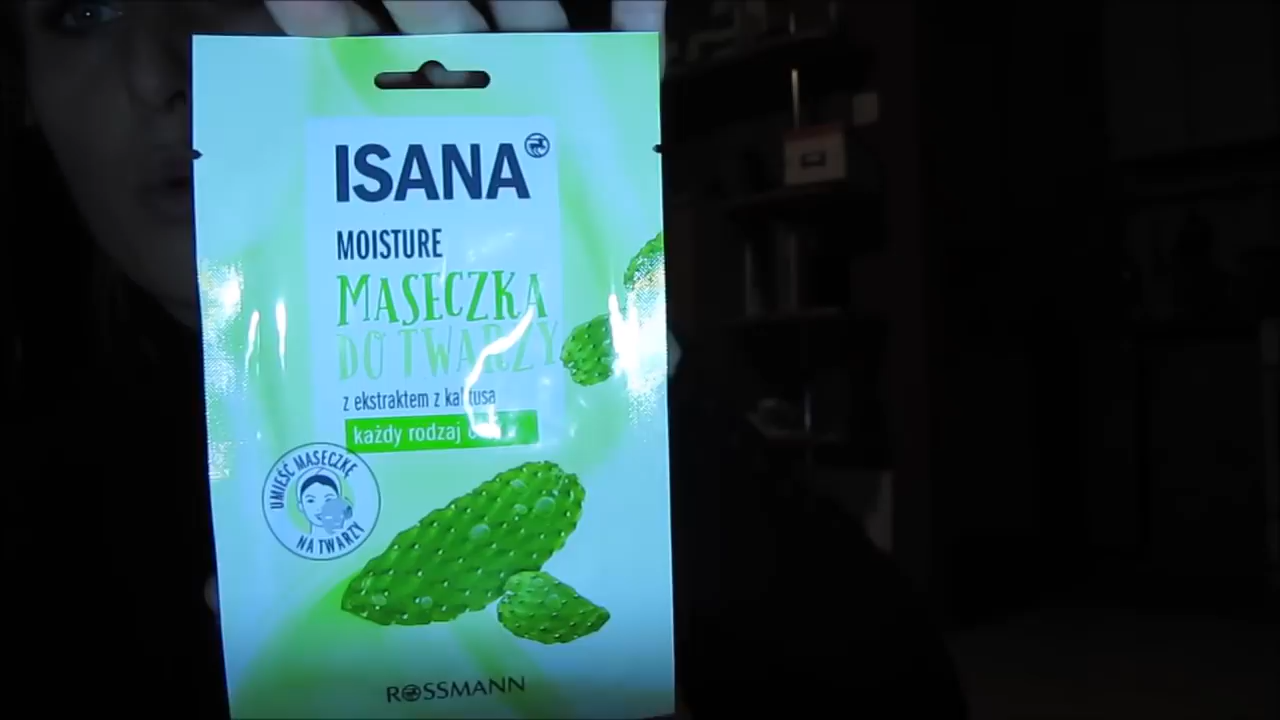 ISANA
MOISTURE
MASECZKA
DO TWARZY
z ekstraktem z kaktusa
każdy rodzaj
UMIEŚĆ MASECZKĘ
NA TWARZY
ROSSMANN